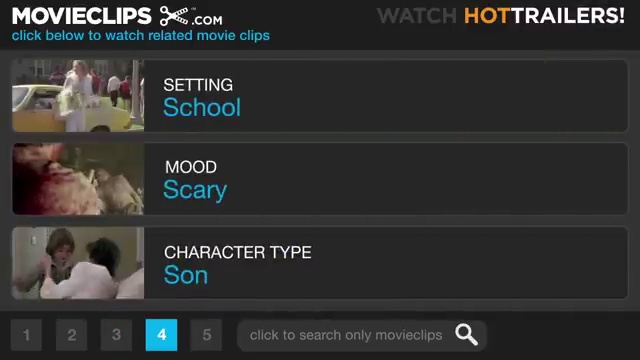 MOVIECLIPS .COM
WATCH HOTTRAILERS!
click below to watch related movie clips
SETTING
School
MOOD
Scary
CHARACTER TYPE
Son
1 2 3 4 5
click to search only movieclips